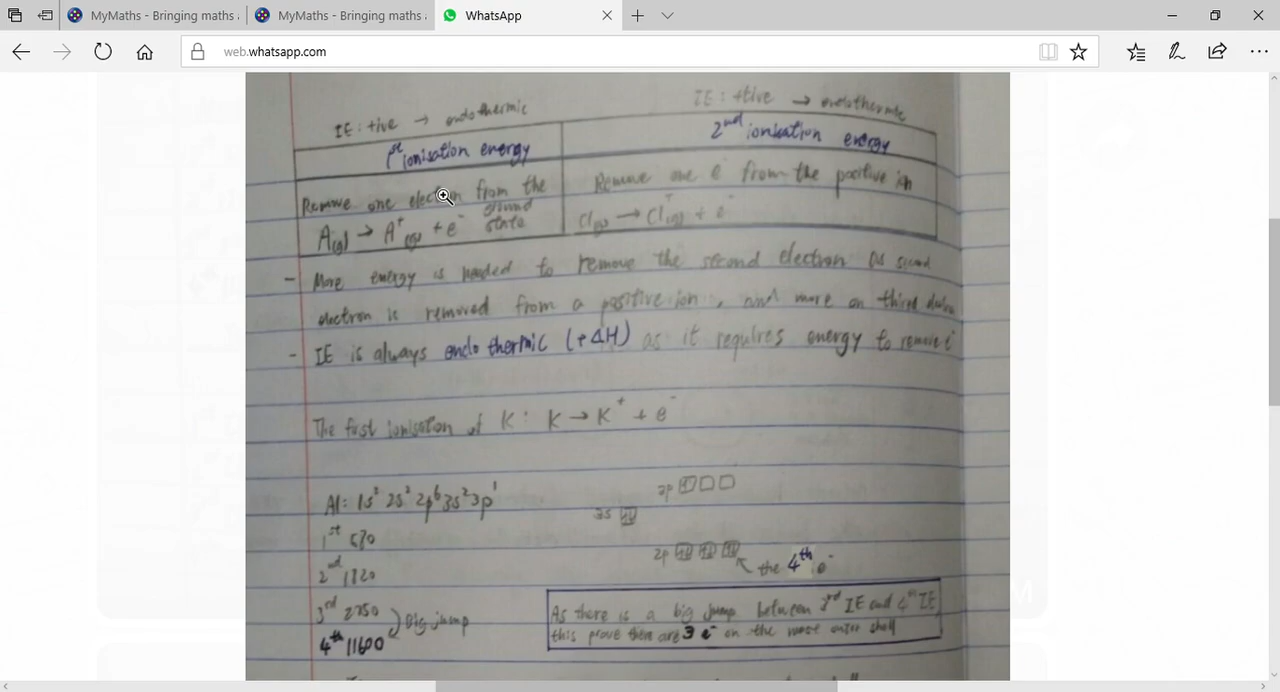 MyMaths - Bringing maths
MyMaths - Bringing maths
WhatsApp
web.whatsapp.com
IE: +tive → endothermic
IE: +tive → endothermic
1st ionisation energy
2nd ionisation energy
Remove one electron from the
ground state
A(g) → A+(g) + e-
Remove one e- from the positive ion
Cl(g) → Cl+(g) + e-
- More energy is needed to remove the second electron as second
electron is removed from a positive ion, and more on third
- IE is always endothermic (+ΔH) as it requires energy to remove
The first ionisation of K: K → K+ + e-
Al: 1s2 2s2 2p6 3s2 3p1
3p
3s
2p
the 4th e-
1st
2nd 1820
3rd 2750
4th 11600
Big jump
As there is a big jump between 3rd IE and 4th IE
this prove there are 3 e- on the most outer shell